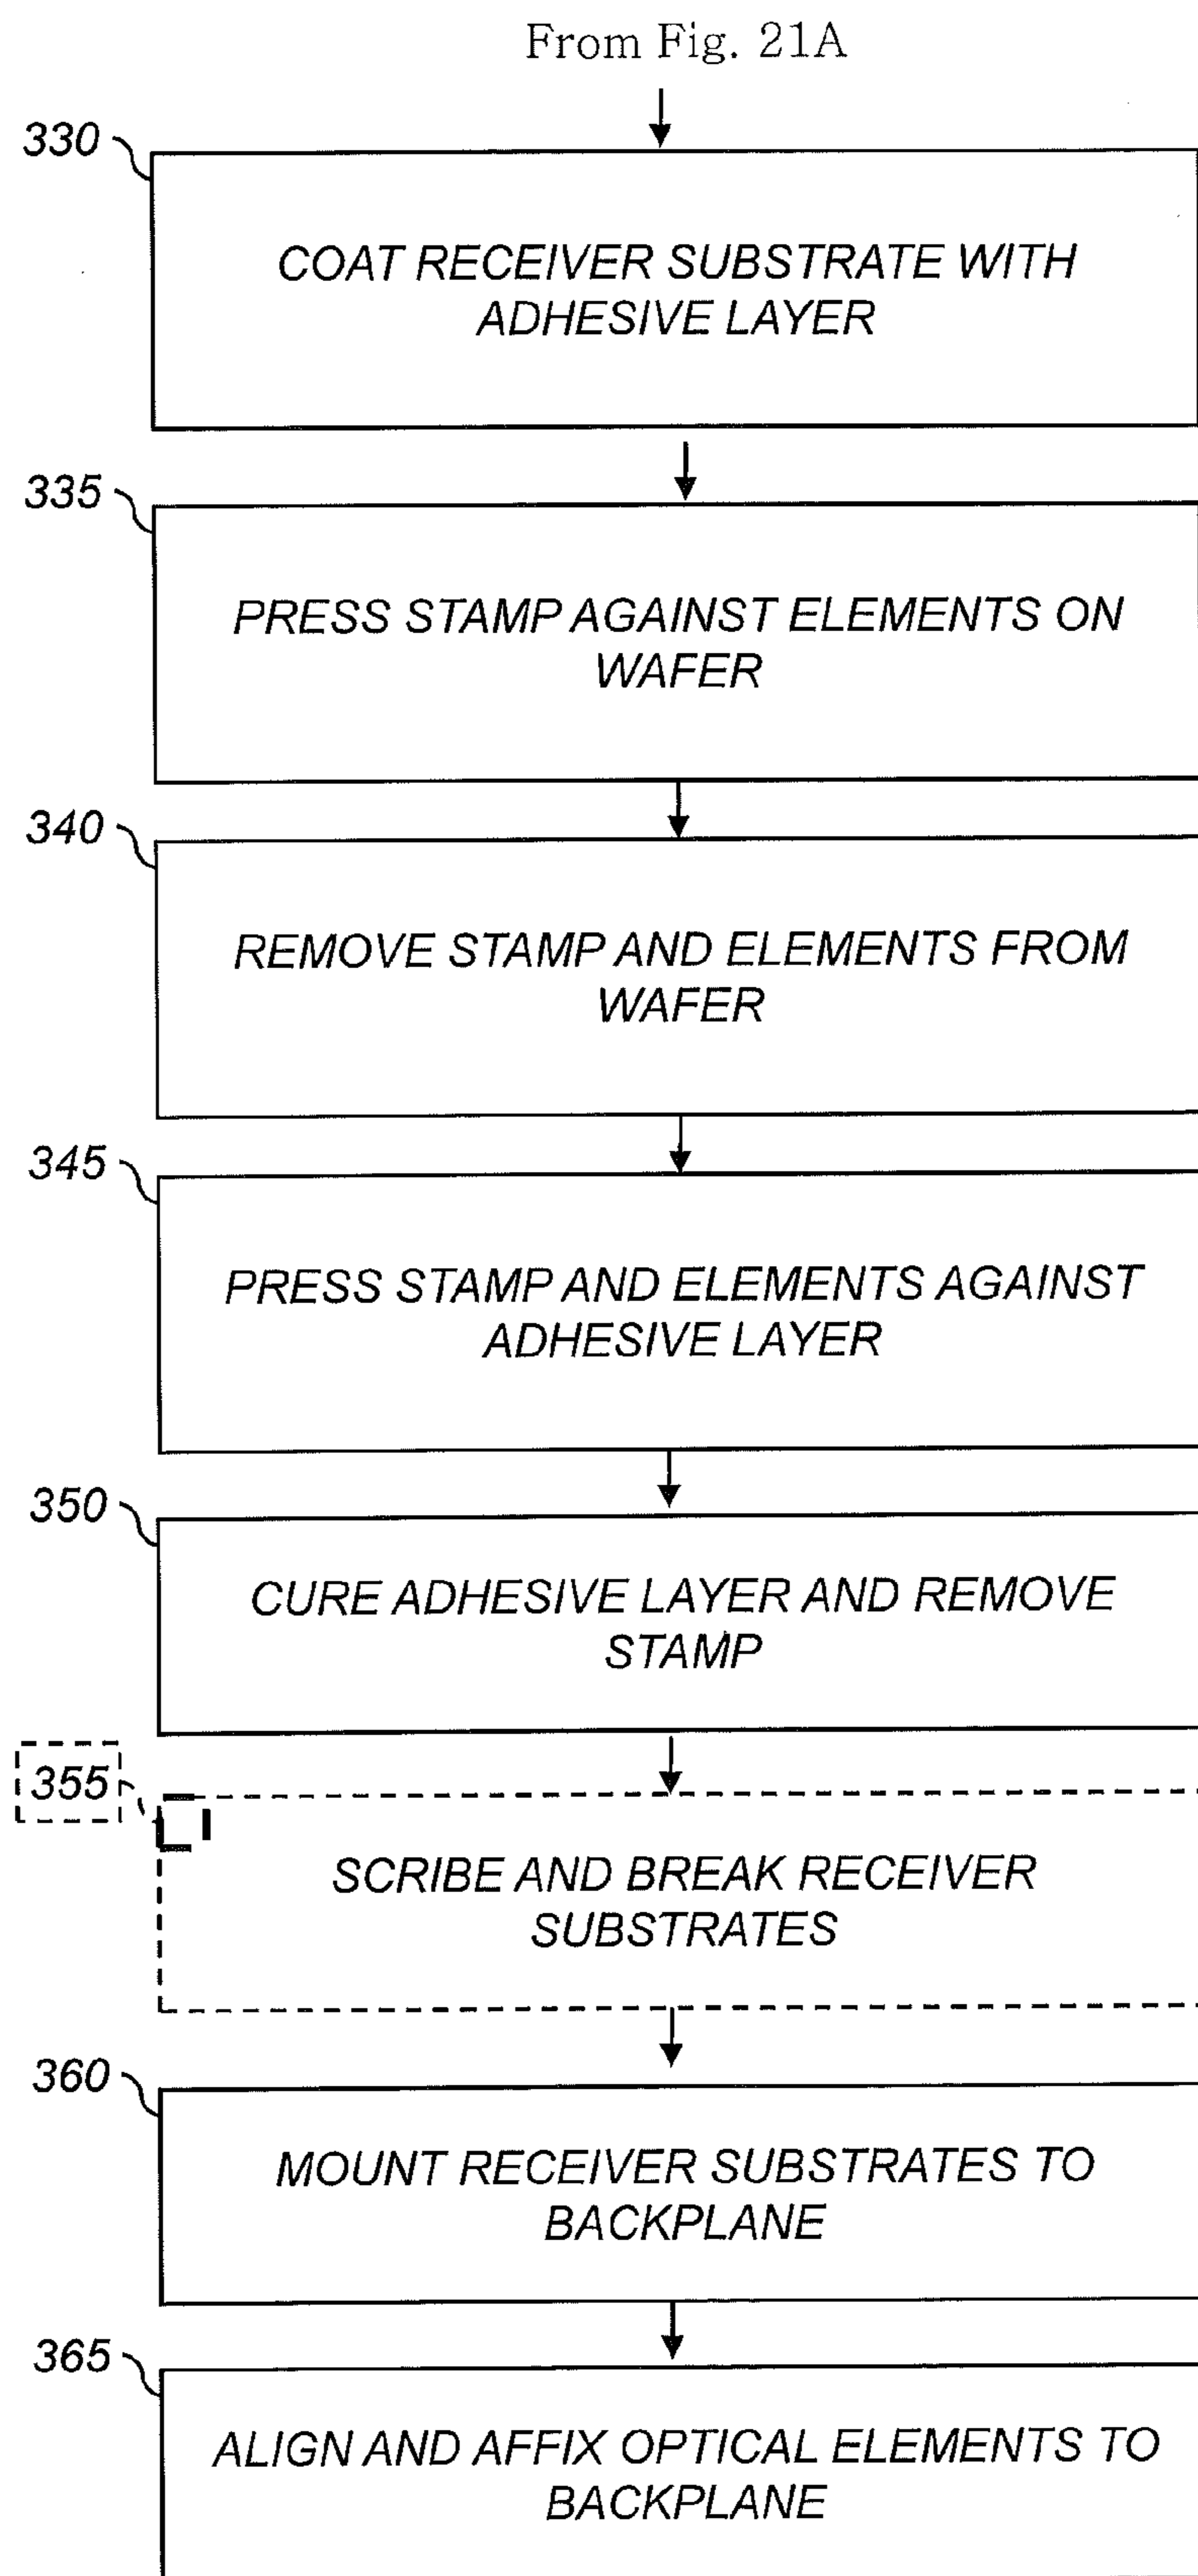 From Fig. 21A
330
COAT RECEIVER SUBSTRATE WITH
ADHESIVE LAYER
335
PRESS STAMP AGAINST ELEMENTS ON
WAFER
340
REMOVE STAMP AND ELEMENTS FROM
WAFER
345
PRESS STAMP AND ELEMENTS AGAINST
ADHESIVE LAYER
350
CURE ADHESIVE LAYER AND REMOVE
STAMP
355
SCRIBE AND BREAK RECEIVER
SUBSTRATES
360
MOUNT RECEIVER SUBSTRATES TO
BACKPLANE
365
ALIGN AND AFFIX OPTICAL ELEMENTS TO
BACKPLANE